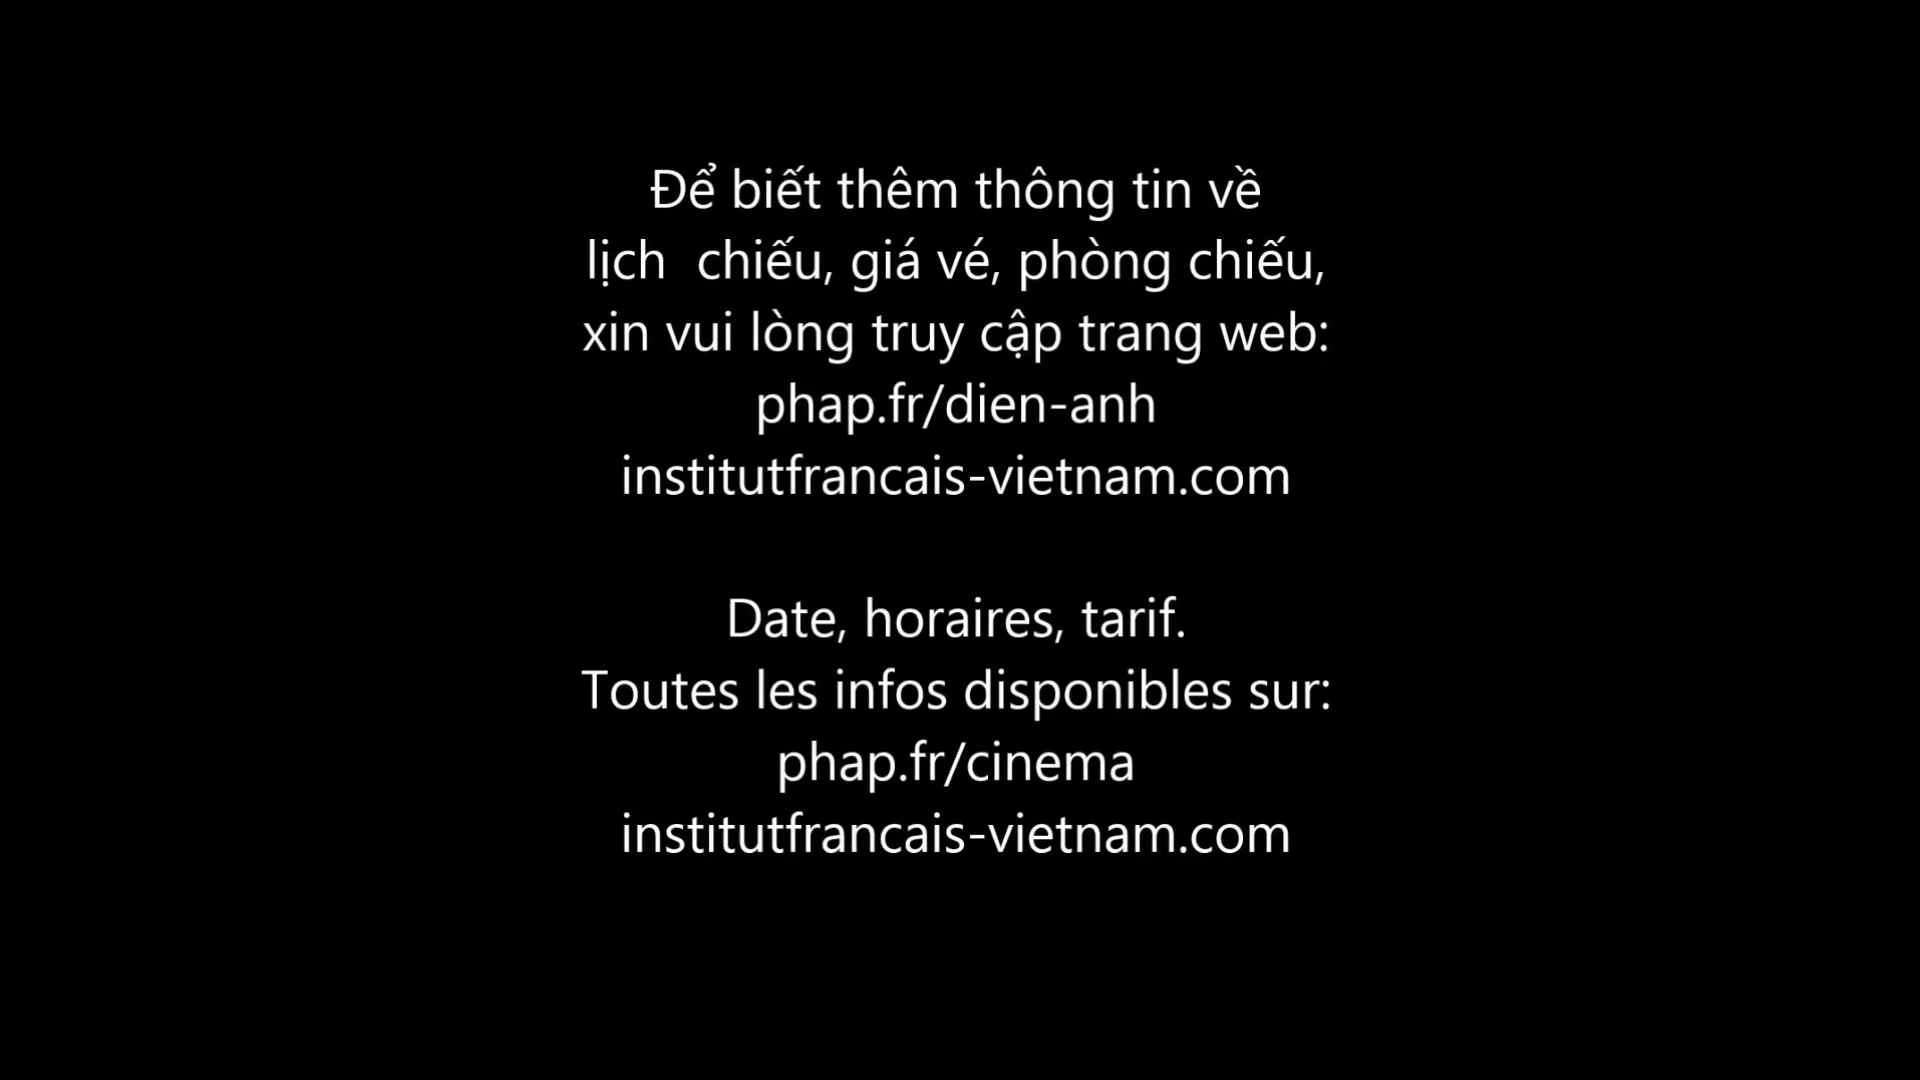 Để biết thêm thông tin về
lịch  chiếu, giá vé, phòng chiếu,
xin vui lòng truy cập trang web:
phap.fr/dien-anh
institutfrancais-vietnam.com
Date, horaires, tarif.
Toutes les infos disponibles sur:
phap.fr/cinema
institutfrancais-vietnam.com